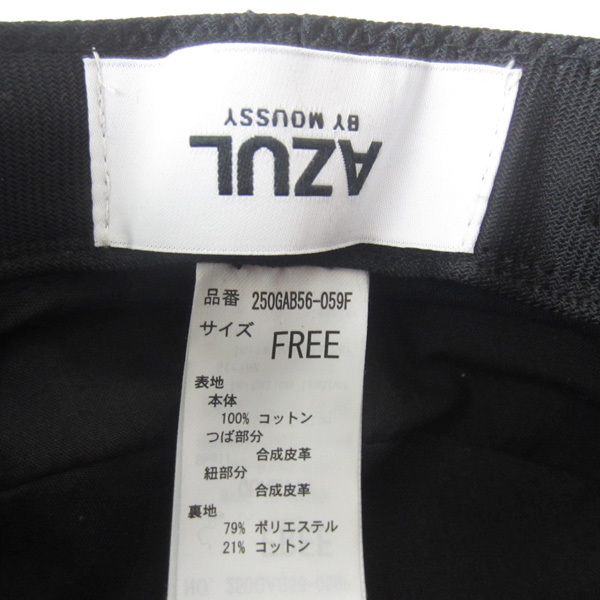 AZUL
BY MOUSSY
品番 250GAB56-059F
サイズ
FREE
表地
本体
100% コットン
つば部分
合成皮革
紐部分
合成皮革
裏地
79% ポリエステル
21% コットン